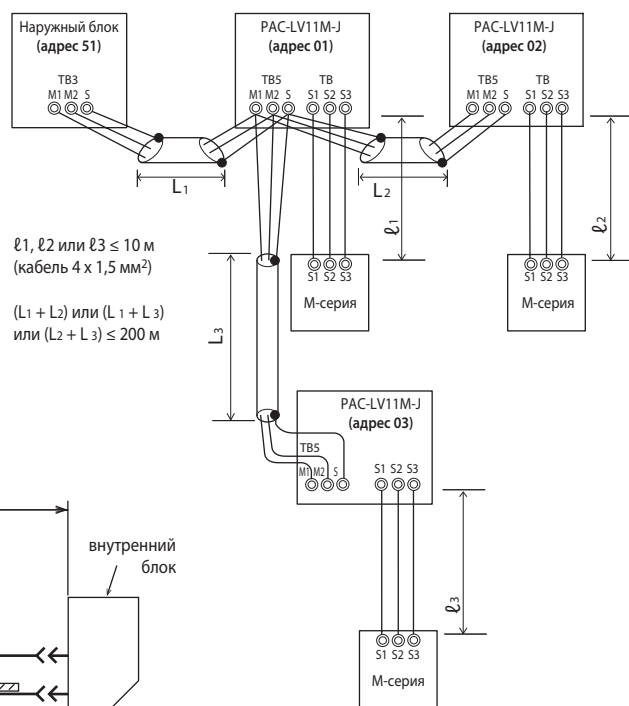 Наружный блок
(адрес 51)
TB3
M1 M2 S
PAC-LV11M-J
(адрес 01)
TB5 TB
M1 M2 S S1 S2 S3
PAC-LV11M-J
(адрес 02)
TB5 TB
M1 M2 S S1 S2 S3
L1
L2
ℓ1
ℓ2
ℓ1, ℓ2 или ℓ3 ≤ 10 м
(кабель 4 x 1,5 мм²)
(L1 + L2) или (L 1 + L 3)
или (L2 + L 3) ≤ 200 м
S1 S2 S3
М-серия
S1 S2 S3
М-серия
L3
PAC-LV11M-J
(адрес 03)
TB5
M1 M2 S S1 S2 S3
внутренний
блок
ℓ3
S1 S2 S3
М-серия